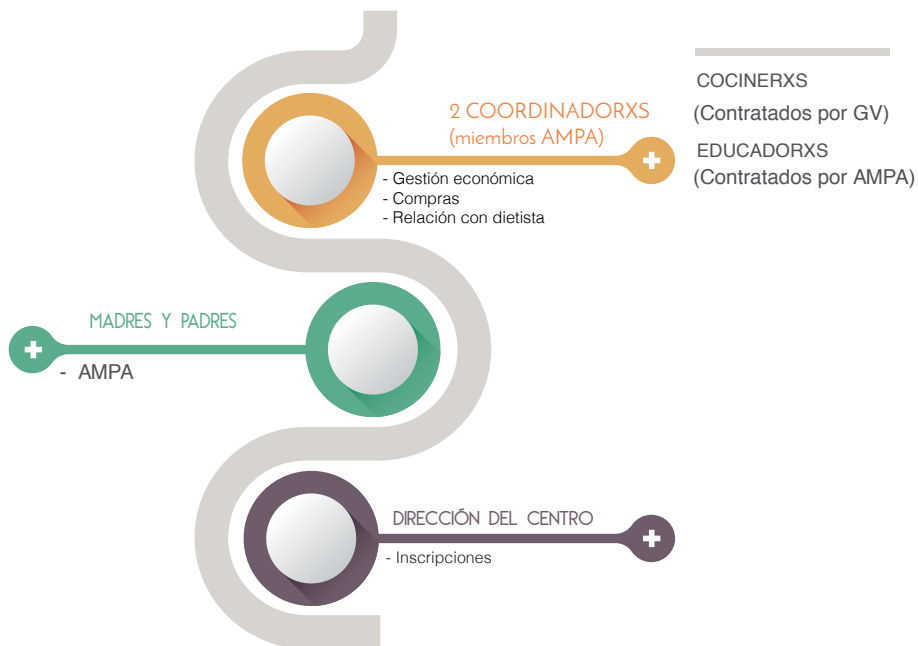 2 COORDINADORXS
(miembros AMPA)
- Gestión económica
- Compras
- Relación con dietista
COCINERXS
(Contratados por GV)
EDUCADORXS
(Contratados por AMPA)
MADRES Y PADRES
- AMPA
DIRECCIÓN DEL CENTRO
- Inscripciones